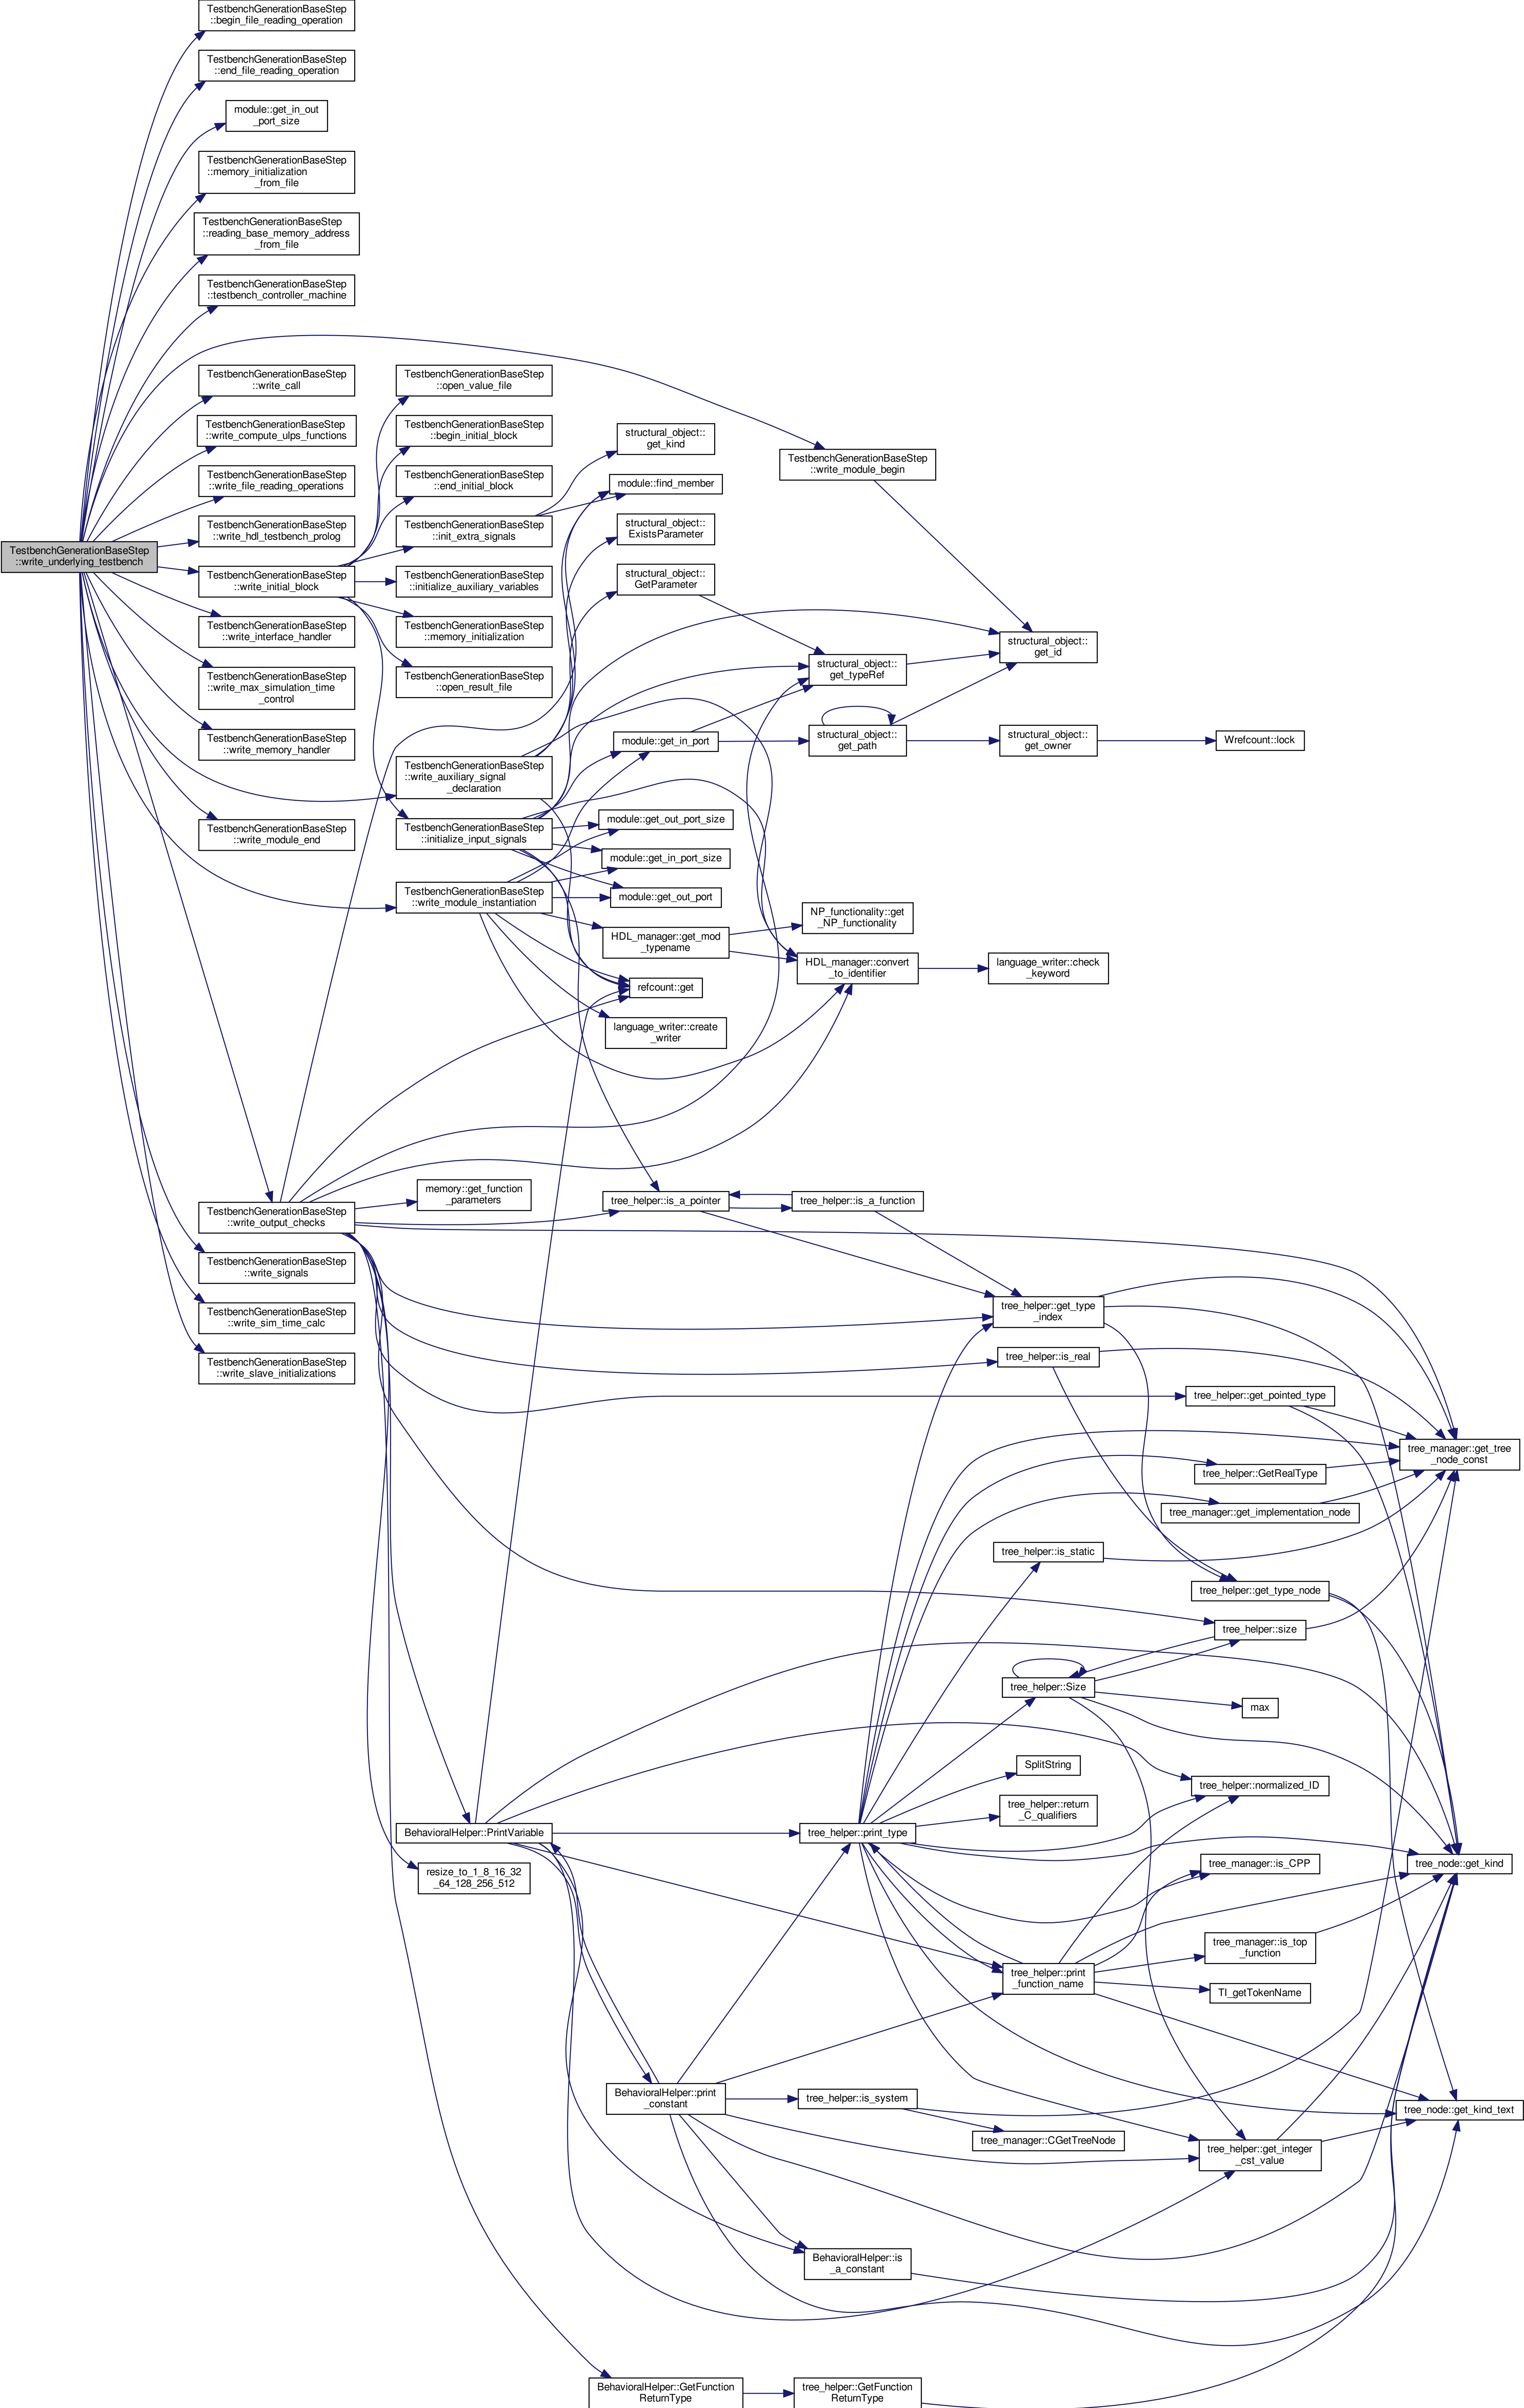 TestbenchGenerationBaseStep
::begin_file_reading_operation
TestbenchGenerationBaseStep
::end_file_reading_operation
module::get_in_out
_port_size
TestbenchGenerationBaseStep
::memory_initialization
_from_file
TestbenchGenerationBaseStep
::reading_base_memory_address
_from_file
TestbenchGenerationBaseStep
::testbench_controller_machine
TestbenchGenerationBaseStep
::write_call
TestbenchGenerationBaseStep
::write_compute_ulps_functions
TestbenchGenerationBaseStep
::write_file_reading_operations
TestbenchGenerationBaseStep
::write_hdl_testbench_prolog
TestbenchGenerationBaseStep
::write_underlying_testbench
TestbenchGenerationBaseStep
::write_initial_block
TestbenchGenerationBaseStep
::write_interface_handler
TestbenchGenerationBaseStep
::write_max_simulation_time
_control
TestbenchGenerationBaseStep
::write_memory_handler
TestbenchGenerationBaseStep
::write_module_end
TestbenchGenerationBaseStep
::write_output_checks
TestbenchGenerationBaseStep
::write_signals
TestbenchGenerationBaseStep
::write_sim_time_calc
TestbenchGenerationBaseStep
::write_slave_initializations
TestbenchGenerationBaseStep
::open_value_file
TestbenchGenerationBaseStep
::begin_initial_block
TestbenchGenerationBaseStep
::end_initial_block
TestbenchGenerationBaseStep
::init_extra_signals
TestbenchGenerationBaseStep
::initialize_auxiliary_variables
TestbenchGenerationBaseStep
::memory_initialization
TestbenchGenerationBaseStep
::open_result_file
TestbenchGenerationBaseStep
::write_auxiliary_signal
_declaration
TestbenchGenerationBaseStep
::initialize_input_signals
TestbenchGenerationBaseStep
::write_module_instantiation
memory::get_function
_parameters
BehavioralHelper::PrintVariable
resize_to_1_8_16_32
_64_128_256_512
structural_object::
get_kind
module::find_member
structural_object::
ExistsParameter
structural_object::
GetParameter
module::get_in_port
module::get_out_port_size
module::get_in_port_size
module::get_out_port
HDL_manager::get_mod
_typename
refcount::get
language_writer::create
_writer
tree_helper::is_a_pointer
BehavioralHelper::print
_constant
BehavioralHelper::GetFunction
ReturnType
TestbenchGenerationBaseStep
::write_module_begin
structural_object::
get_typeRef
structural_object::
get_path
NP_functionality::get
_NP_functionality
HDL_manager::convert
_to_identifier
tree_helper::is_a_function
tree_helper::print_type
tree_helper::is_system
BehavioralHelper::is
_a_constant
tree_helper::GetFunction
ReturnType
structural_object::
get_id
structural_object::
get_owner
language_writer::check
_keyword
tree_helper::get_type
_index
tree_helper::is_real
tree_helper::is_static
tree_helper::Size
SplitString
tree_helper::return
_C_qualifiers
tree_helper::print
_function_name
tree_manager::CGetTreeNode
Wrefcount::lock
tree_helper::get_pointed_type
tree_helper::GetRealType
tree_manager::get_implementation_node
tree_helper::get_type_node
tree_helper::size
max
tree_helper::normalized_ID
tree_manager::is_CPP
tree_manager::is_top
_function
TI_getTokenName
tree_helper::get_integer
_cst_value
tree_manager::get_tree
_node_const
tree_node::get_kind
tree_node::get_kind_text